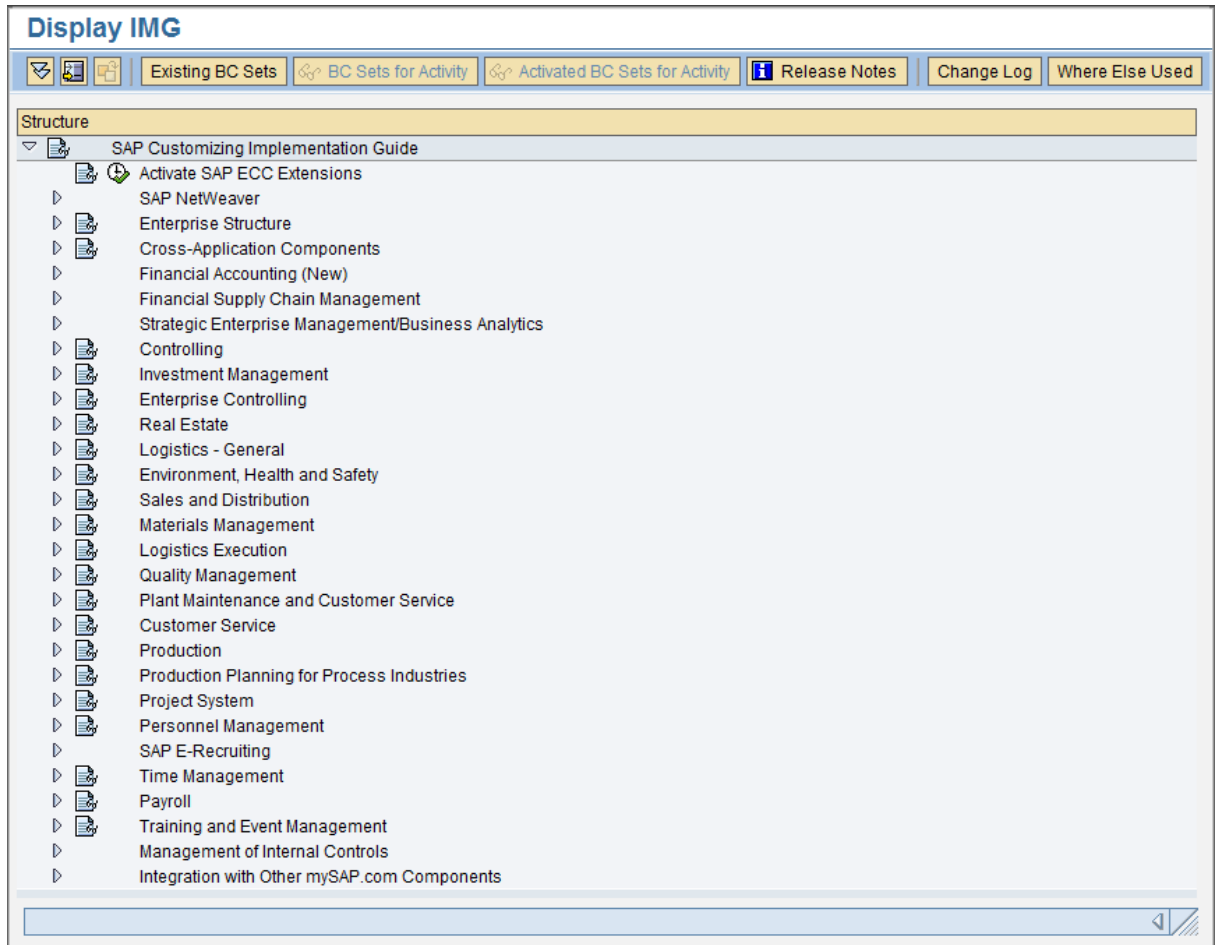 Display IMG
Existing BC Sets BC Sets for Activity Activated BC Sets for Activity Release Notes Change Log Where Else Used
Structure
SAP Customizing Implementation Guide
Activate SAP ECC Extensions
SAP NetWeaver
Enterprise Structure
Cross-Application Components
Financial Accounting (New)
Financial Supply Chain Management
Strategic Enterprise Management/Business Analytics
Controlling
Investment Management
Enterprise Controlling
Real Estate
Logistics - General
Environment, Health and Safety
Sales and Distribution
Materials Management
Logistics Execution
Quality Management
Plant Maintenance and Customer Service
Customer Service
Production
Production Planning for Process Industries
Project System
Personnel Management
SAP E-Recruiting
Time Management
Payroll
Training and Event Management
Management of Internal Controls
Integration with Other mySAP.com Components